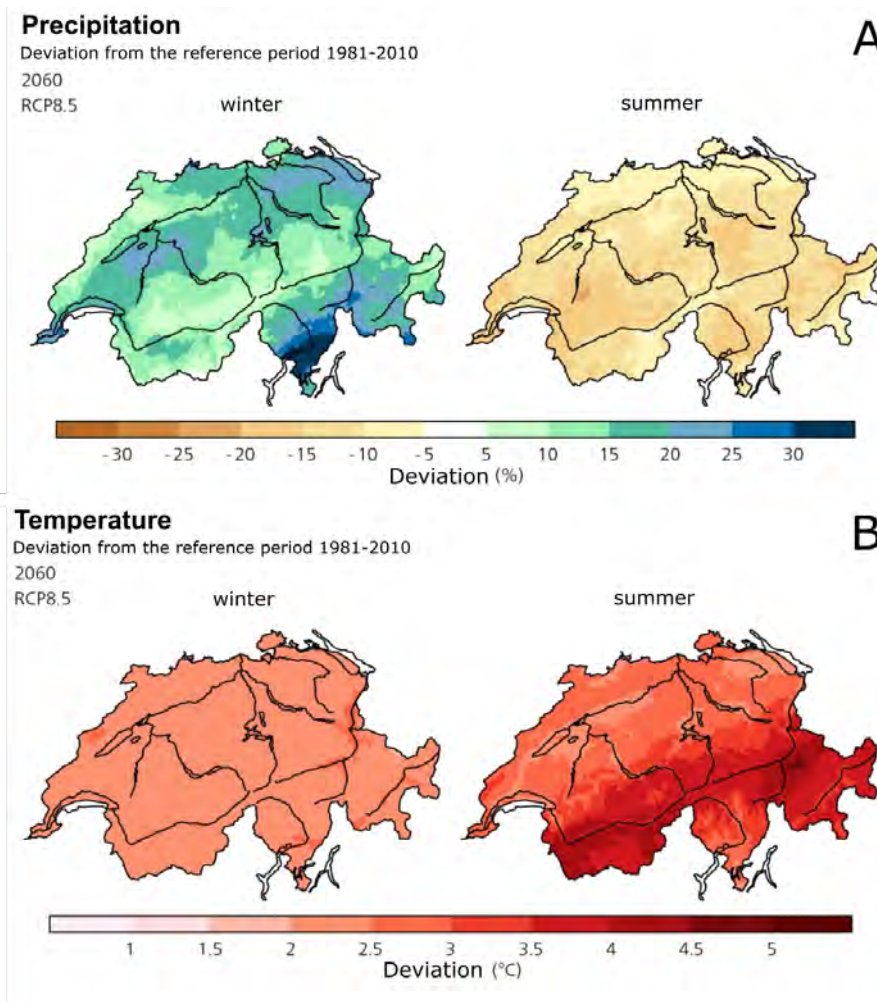 Precipitation
A
Deviation from the reference period 1981-2010
2060
RCP8.5
winter
summer
-30 -25 -20 -15 -10 -5 5 10 15 20 25 30
Deviation (%)
Temperature
B
Deviation from the reference period 1981-2010
2060
RCP8.5
winter
summer
1 1.5 2 2.5 3 3.5 4 4.5 5
Deviation (°C)